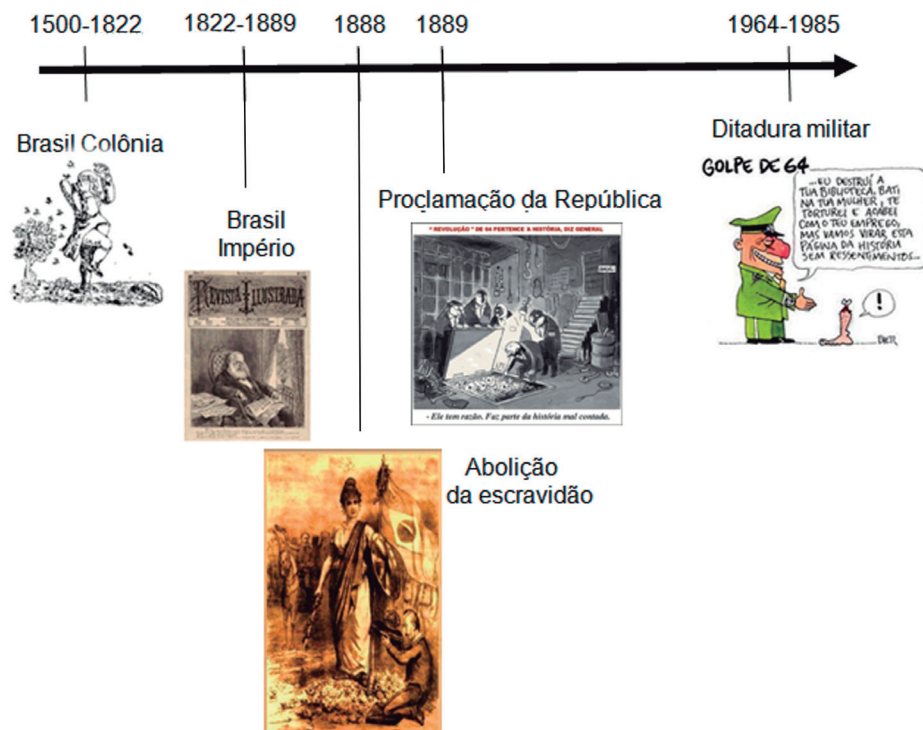 1500-1822
1822-1889
1888
1889
1964-1985
Brasil Colônia
Brasil
Império
REVISTA ILLUSTRADA
Proclamação da República
"REVOLUÇÃO" DE 64 PERTENCE À HISTÓRIA, DIZ GENERAL
- Ele tem razão. Faz parte da história mal contada.
Abolição
da escravidão
Ditadura militar
GOLPE DE 64
...EU DESTRUÍ A
TUA BIBLIOTECA, BATI
NA TUA MULHER, TE
TORTUREI E ACABEI
COM O TEU EMPREGO,
MAS VAMOS VIRAR ESTA
PÁGINA DA HISTÓRIA
SEM RESSENTIMENTOS...
!